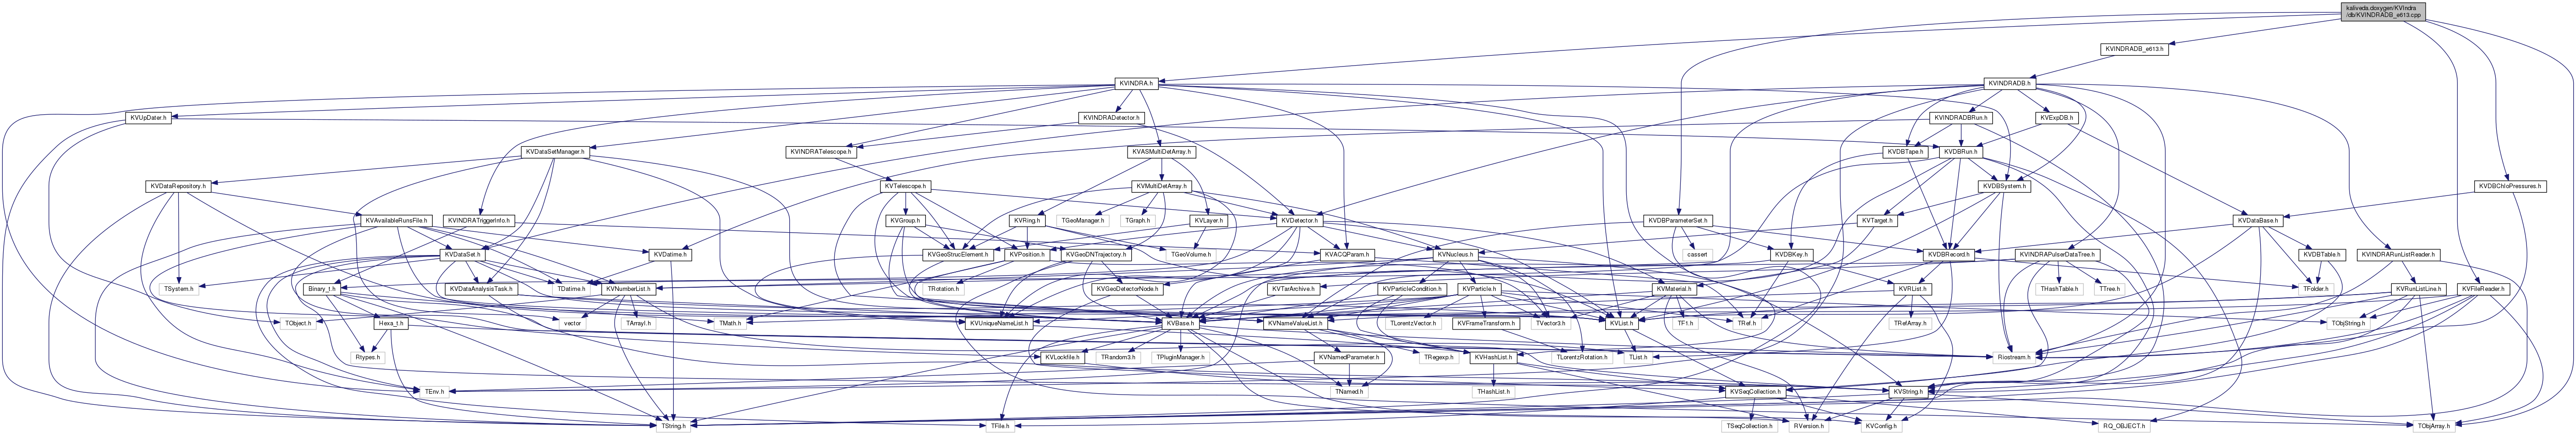 /kaliveda.doxygen/KVIndra
/db/KVINDRADB_e613.cpp
KVINDRADB_e613.h
KVINDRA.h
KVINDRADB.h
KVUpDater.h
KVINDRADetector.h
KVINDRADBRun.h
KVExpDB.h
KVDataSetManager.h
KVINDRATelescope.h
KVASMultiDetArray.h
KVDBTape.h
KVDBRun.h
KVDataRepository.h
KVTelescope.h
KVMultiDetArray.h
KVDBSystem.h
KVDBChIoPressures.h
KVAvailableRunsFile.h
KVINDRATriggerInfo.h
KVGroup.h
KVRing.h
TGeoManager.h
TGraph.h
KVLayer.h
KVDetector.h
KVDBParameterSet.h
KVTarget.h
KVDataBase.h
KVDataSet.h
KVDatime.h
KVGeoStrucElement.h
KVPosition.h
KVGeoDNTrajectory.h
TGeoVolume.h
KVACQParam.h
KVNucleus.h
cassert
KVDBKey.h
KVDBRecord.h
KVINDRAPulserDataTree.h
KVDBTable.h
KVINDRARunListReader.h
TSystem.h
Binary_t.h
KVDataAnalysisTask.h
TDatime.h
KVNumberList.h
TRotation.h
KVGeoDetectorNode.h
KVTarArchive.h
KVParticleCondition.h
KVParticle.h
KVMaterial.h
KVRList.h
THashTable.h
TTree.h
TFolder.h
KVRunListLine.h
KVFileReader.h
TObject.h
Hexa_t.h
vector
TArrayI.h
TMath.h
KVUniqueNameList.h
KVBase.h
KVNameValueList.h
TLorentzVector.h
KVFrameTransform.h
TVector3.h
KVList.h
TF1.h
TRef.h
TRefArray.h
TObjString.h
Rtypes.h
KVLockfile.h
TRandom3.h
TPluginManager.h
KVNamedParameter.h
TRegexp.h
KVHashList.h
TLorentzRotation.h
TList.h
Riostream.h
TEnv.h
TNamed.h
THashList.h
KVSeqCollection.h
KVString.h
TString.h
TFile.h
TSeqCollection.h
RVersion.h
KVConfig.h
RQ_OBJECT.h
TObjArray.h